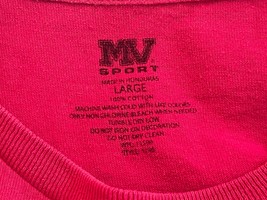 MV
SPORT
MADE IN HONDURAS
LARGE
100% COTTON
MACHINE WASH COLD WITH LIKE COLORS
ONLY NON CHLORINE BLEACH WHEN NEEDED
TUMBLE DRY LOW
DO NOT IRON ON DECORATION
DO NOT DRY CLEAN